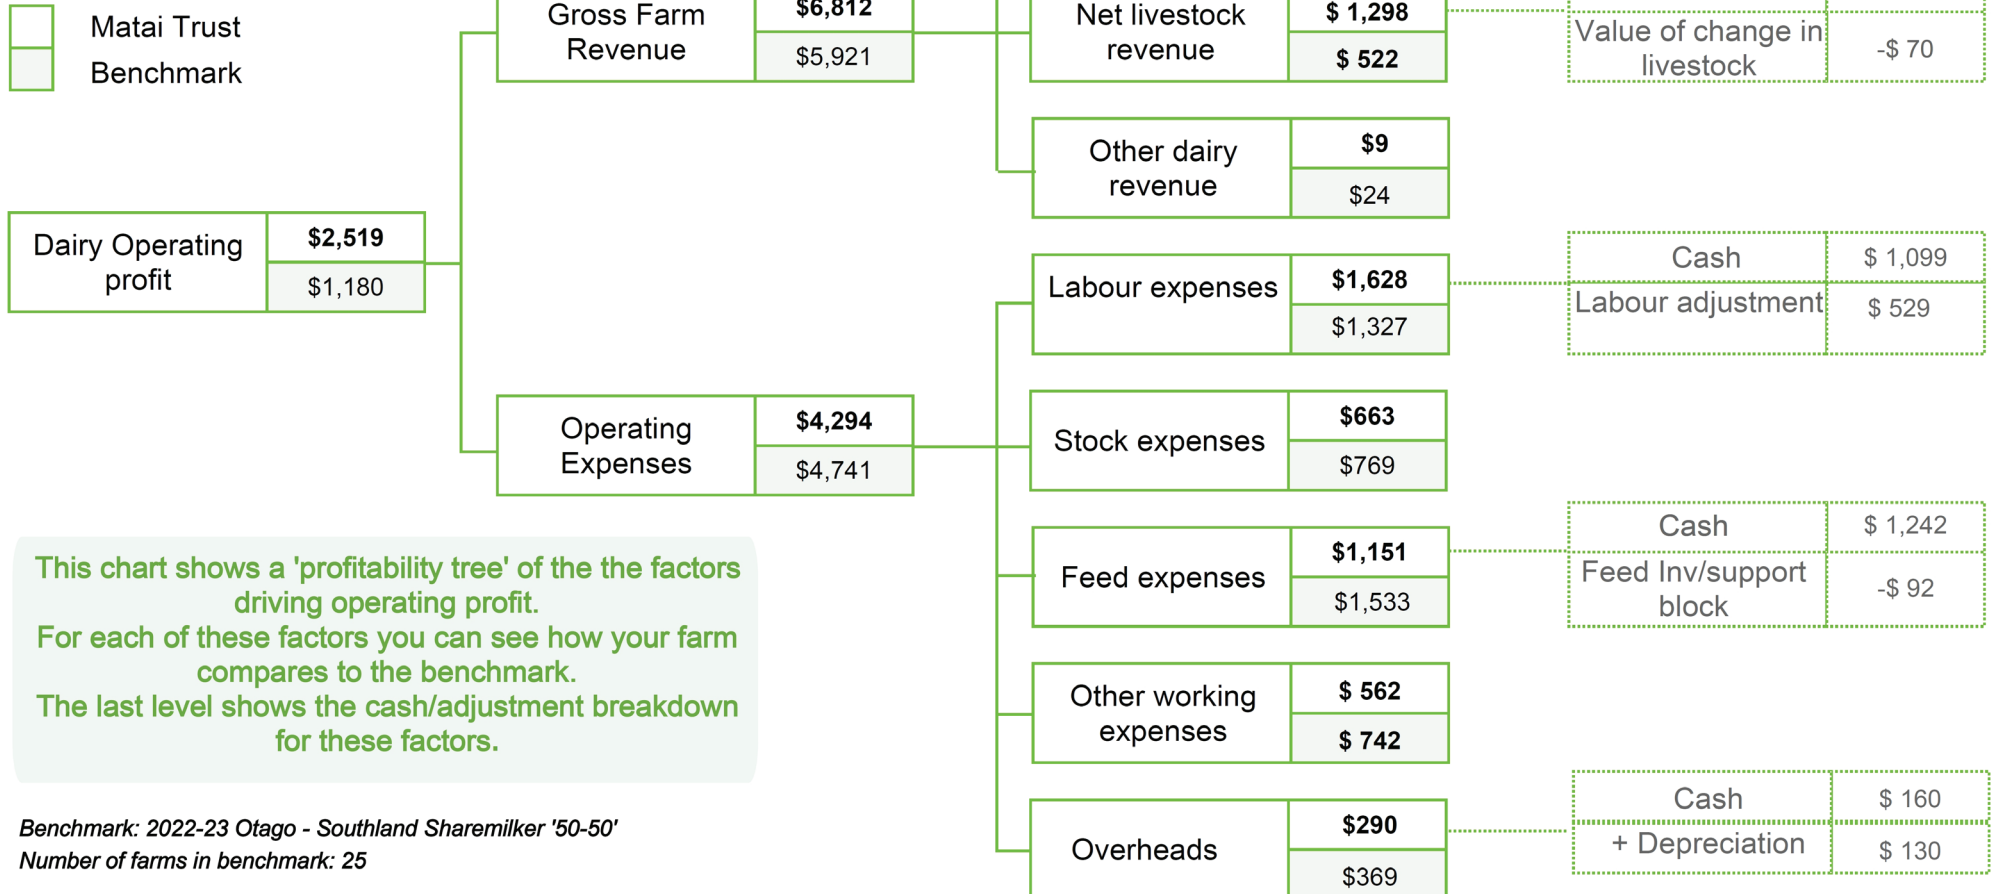 Matai Trust
Benchmark
Gross Farm
Revenue
$6,812
$5,921
Net livestock
revenue
$ 1,298
$ 522
Value of change in
livestock
-$ 70
Other dairy
revenue
$9
$24
Dairy Operating
profit
$2,519
$1,180
Labour expenses
$1,628
$1,327
Cash
$ 1,099
Labour adjustment
$ 529
Operating
Expenses
$4,294
$4,741
Stock expenses
$663
$769
Feed expenses
$1,151
$1,533
Cash
$ 1,242
Feed Inv/support
block
-$ 92
Other working
expenses
$ 562
$ 742
Overheads
$290
$369
Cash
$ 160
+ Depreciation
$ 130
This chart shows a 'profitability tree' of the the factors
driving operating profit.
For each of these factors you can see how your farm
compares to the benchmark.
The last level shows the cash/adjustment breakdown
for these factors.
Benchmark: 2022-23 Otago - Southland Sharemilker '50-50'
Number of farms in benchmark: 25